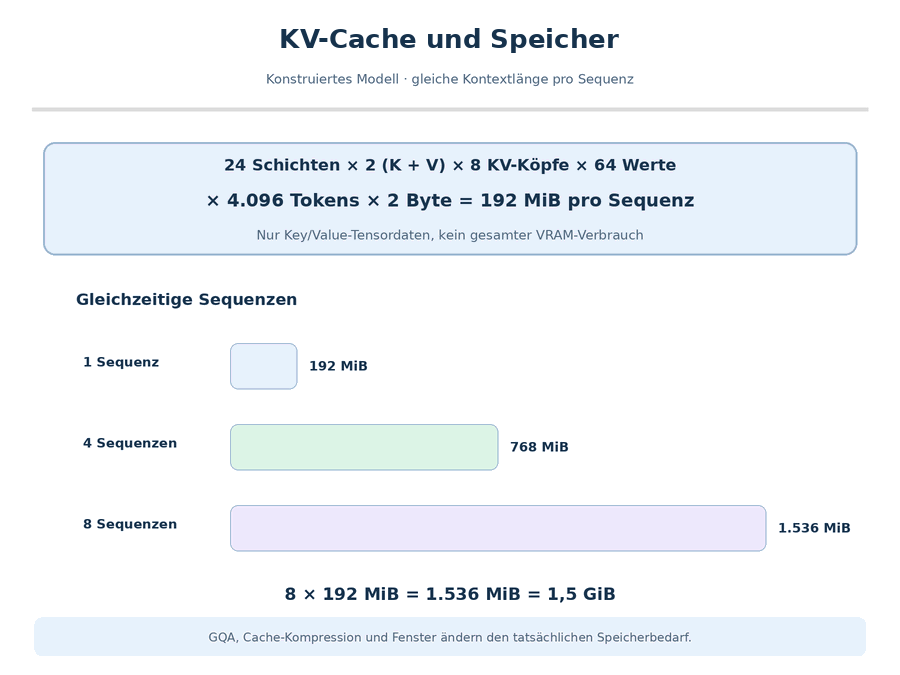 KV-Cache und Speicher
Konstruiertes Modell · gleiche Kontextlänge pro Sequenz
24 Schichten × 2 (K + V) × 8 KV-Köpfe × 64 Werte
× 4.096 Tokens × 2 Byte = 192 MiB pro Sequenz
Nur Key/Value-Tensordaten, kein gesamter VRAM-Verbrauch
Gleichzeitige Sequenzen
1 Sequenz
192 MiB
4 Sequenzen
768 MiB
8 Sequenzen
1.536 MiB
8 × 192 MiB = 1.536 MiB = 1,5 GiB
GQA, Cache-Kompression und Fenster ändern den tatsächlichen Speicherbedarf.